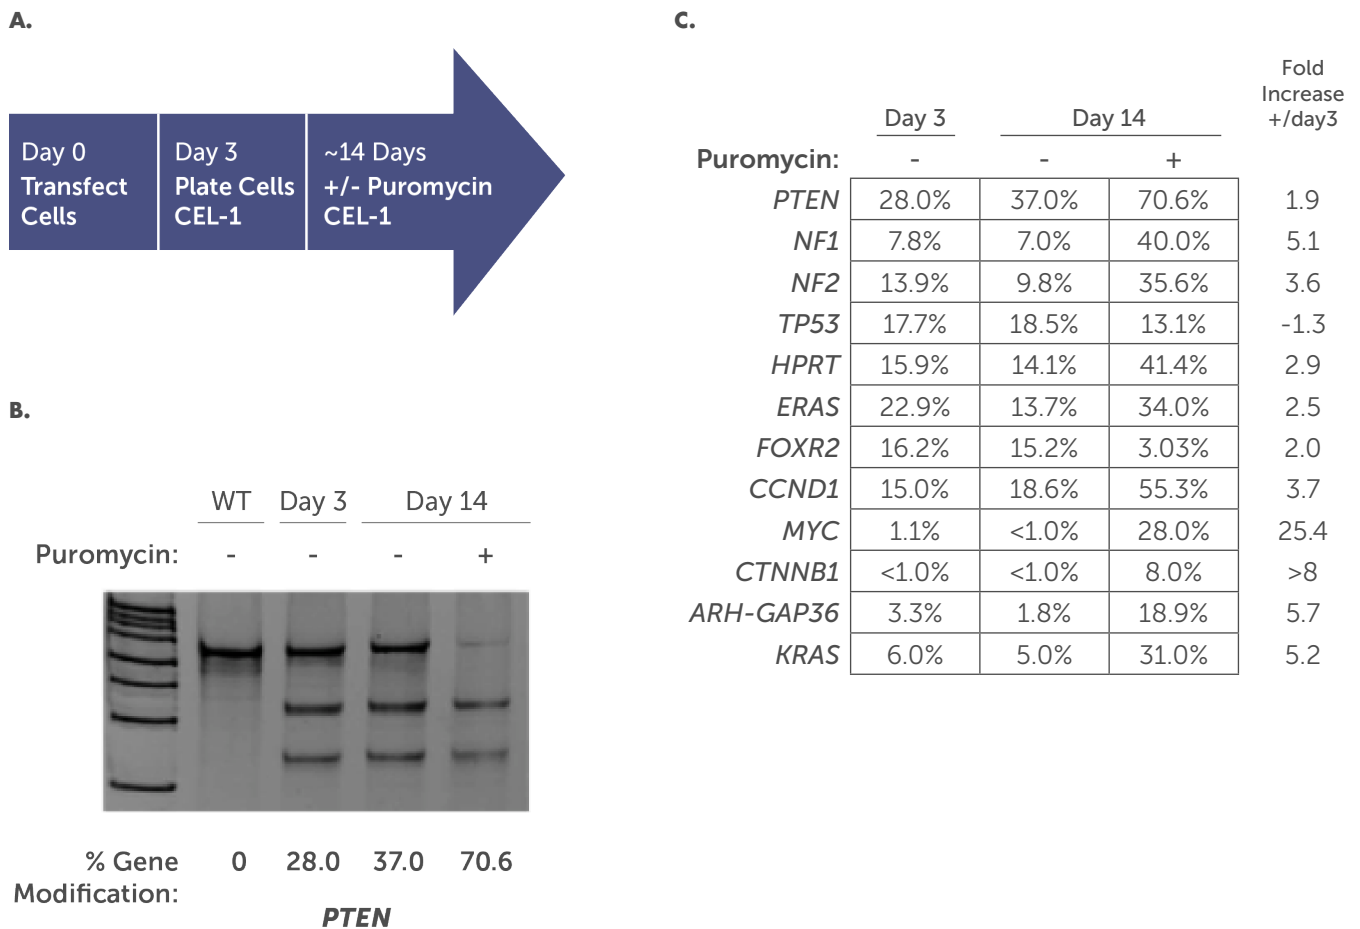 A.
Day 0
Transfect
Cells
Day 3
Plate Cells
CEL-1
~14 Days
+/- Puromycin
CEL-1
B.
WT Day 3 Day 14
Puromycin: - - - +
% Gene
Modification: 0 28.0 37.0 70.6
PTEN
C.
Fold
Increase
+/day3
Day 3 Day 14
Puromycin: - - +
PTEN 28.0% 37.0% 70.6% 1.9
NF1 7.8% 7.0% 40.0% 5.1
NF2 13.9% 9.8% 35.6% 3.6
TP53 17.7% 18.5% 13.1% -1.3
HPRT 15.9% 14.1% 41.4% 2.9
ERAS 22.9% 13.7% 34.0% 2.5
FOXR2 16.2% 15.2% 3.03% 2.0
CCND1 15.0% 18.6% 55.3% 3.7
MYC 1.1% <1.0% 28.0% 25.4
CTNNB1 <1.0% <1.0% 8.0% >8
ARH-GAP36 3.3% 1.8% 18.9% 5.7
KRAS 6.0% 5.0% 31.0% 5.2